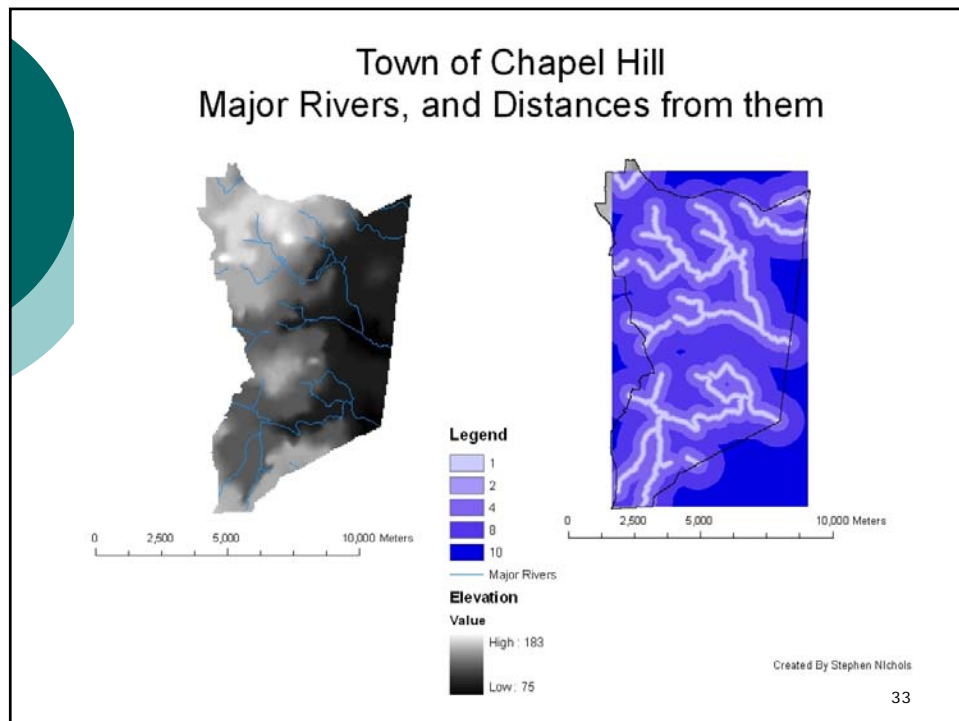 Town of Chapel Hill
Major Rivers, and Distances from them
0 2,500 5,000 10,000 Meters
Legend
1
2
4
8
10
Major Rivers
Elevation
Value
High : 183
Low : 75
0 2,500 5,000 10,000 Meters
Created By Stephen NIchols
33